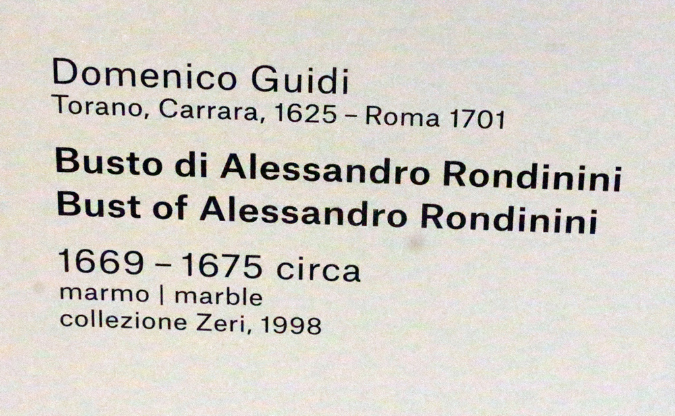 Domenico Guidi
Torano, Carrara, 1625 – Roma 1701
Busto di Alessandro Rondinini
Bust of Alessandro Rondinini
1669 – 1675 circa
marmo | marble
collezione Zeri, 1998